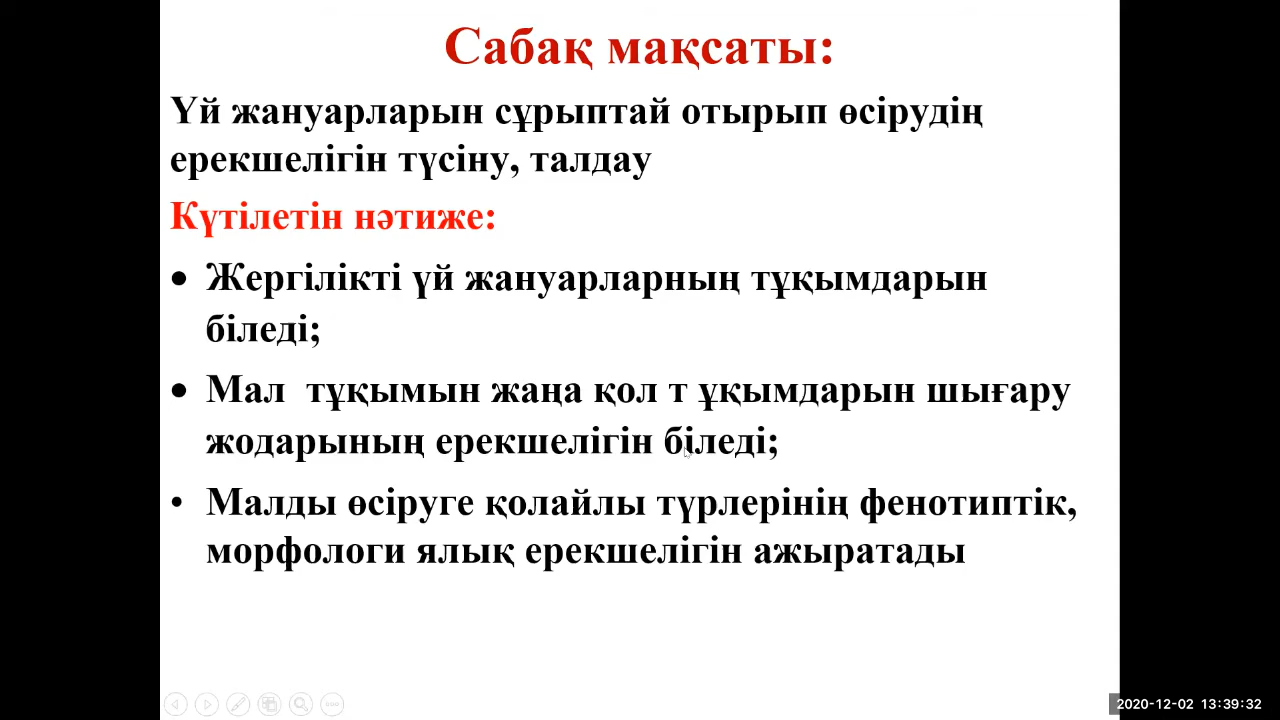 Сабақ мақсаты:
Үй жануарларын сұрыптай отырып өсірудің
ерекшелігін түсіну, талдау
Күтілетін нәтиже:
• Жергілікті үй жануарларның тұқымдарын
біледі;
• Мал тұқымын жаңа қол т ұқымдарын шығару
жодарының ерекшелігін біледі;
• Малды өсіруге қолайлы түрлерінің фенотиптік,
морфологи ялық ерекшелігін ажыратады
2020-12-02 13:39:32